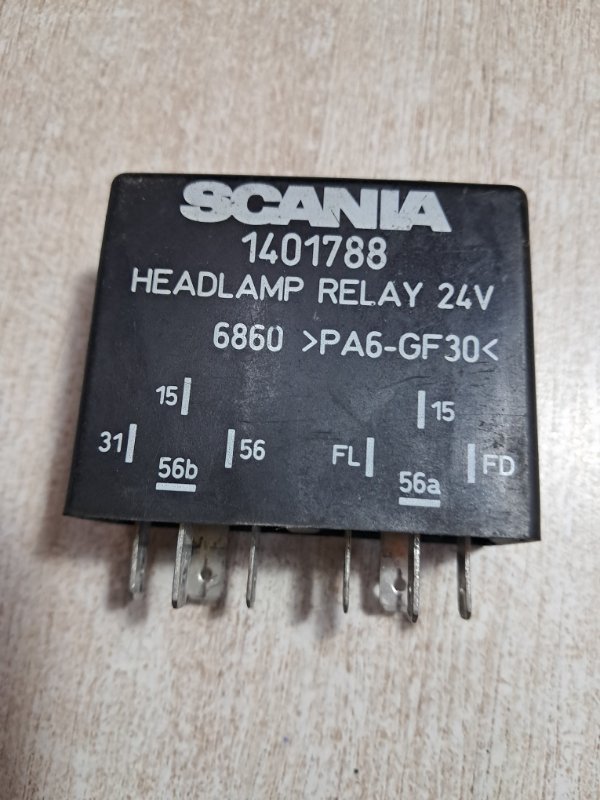 SCANIA
1401788
HEADLAMP RELAY 24V
6860 >PA6-GF30<
15 15
31 56 FL FD
56b 56a